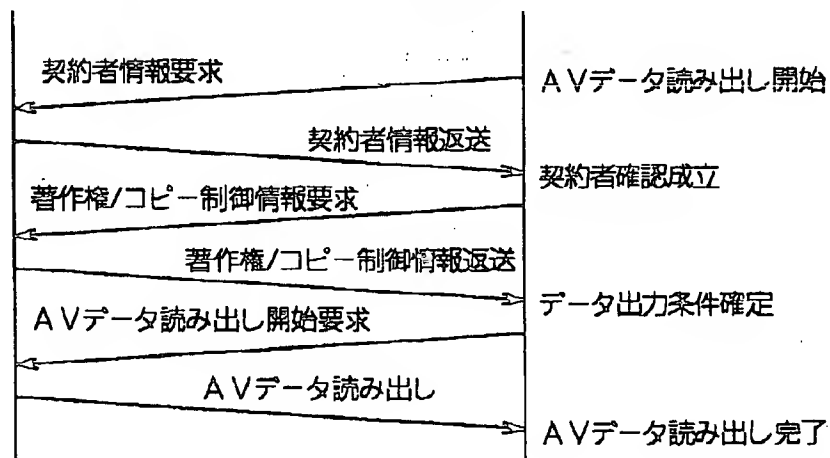 契約者情報要求
AVデータ読み出し開始
契約者情報返送
契約者確認成立
著作権/コピー制御情報要求
著作権/コピー制御情報返送
データ出力条件確定
AVデータ読み出し開始要求
AVデータ読み出し
AVデータ読み出し完了